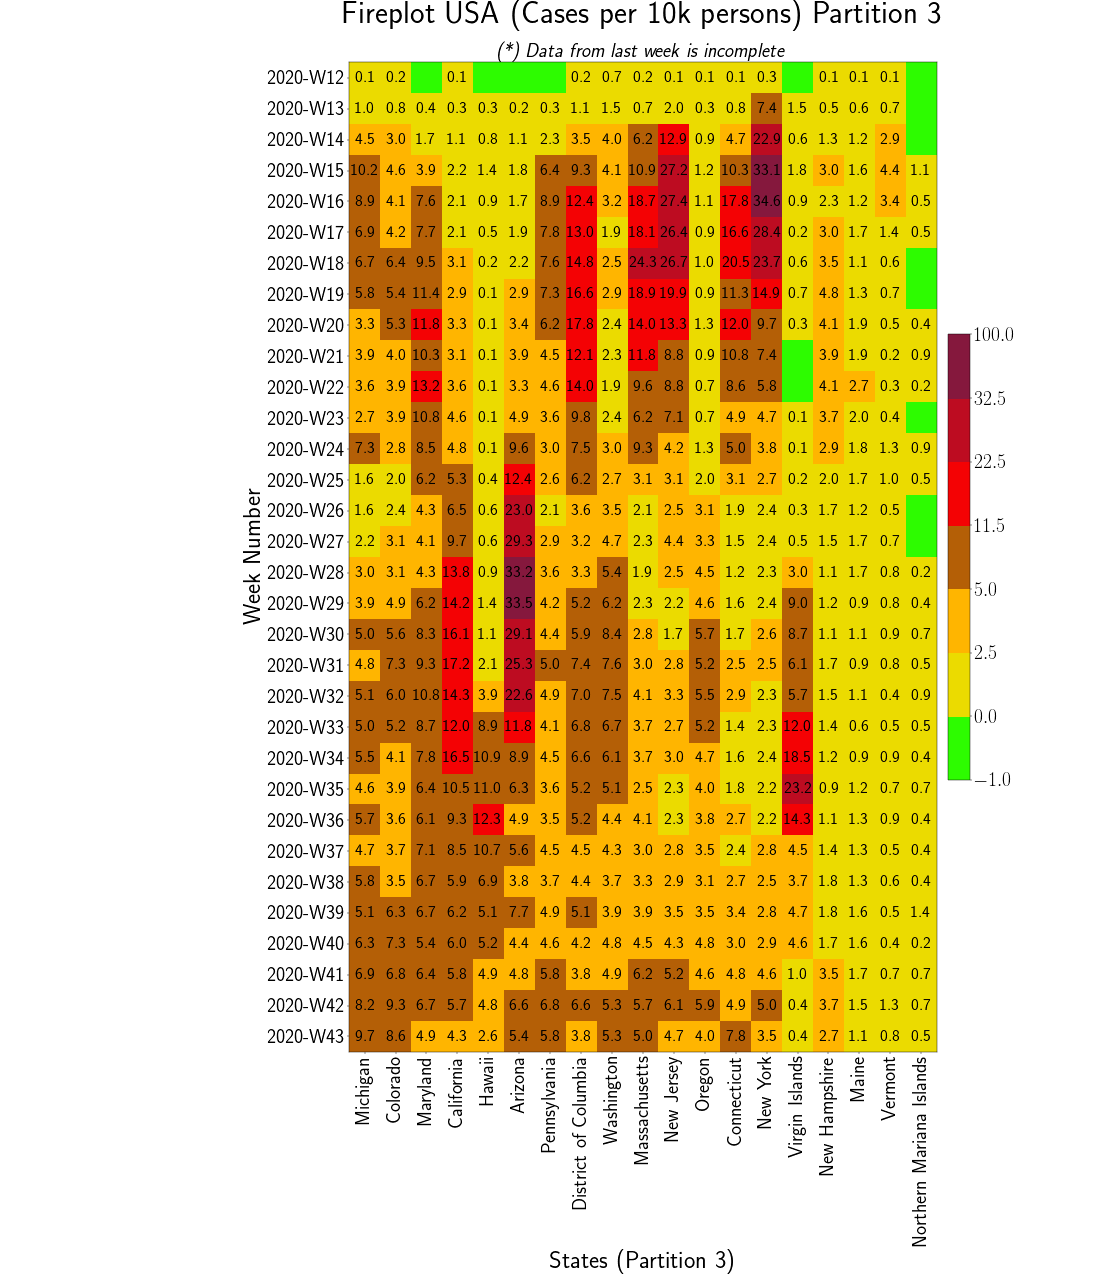 Fireplot USA (Cases per 10k persons) Partition 3
(*) Data from last week is incomplete
2020-W12 0.1 0.2 0.1 0.2 0.7 0.2 0.1 0.1 0.1 0.3 0.1 0.1 0.1
2020-W13 1.0 0.8 0.4 0.3 0.3 0.2 0.3 1.1 1.5 0.7 2.0 0.3 0.8 7.4 1.5 0.5 0.6 0.7
2020-W14 4.5 3.0 1.7 1.1 0.8 1.1 2.3 3.5 4.0 6.2 12.9 0.9 4.7 22.9 0.6 1.3 1.2 2.9
2020-W15 10.2 4.6 3.9 2.2 1.4 1.8 6.4 9.3 4.1 10.9 27.2 1.2 10.3 33.1 1.8 3.0 1.6 4.4 1.1
2020-W16 8.9 4.1 7.6 2.1 0.9 1.7 8.9 12.4 3.2 18.7 27.4 1.1 17.8 34.6 0.9 2.3 1.2 3.4 0.5
2020-W17 6.9 4.2 7.7 2.1 0.5 1.9 7.8 13.0 1.9 18.1 26.4 0.9 16.6 28.4 0.2 3.0 1.7 1.4 0.5
2020-W18 6.7 6.4 9.5 3.1 0.2 2.2 7.6 14.8 2.5 24.3 26.7 1.0 20.5 23.7 0.6 3.5 1.1 0.6
2020-W19 5.8 5.4 11.4 2.9 0.1 2.9 7.3 16.6 2.9 18.9 19.9 0.9 11.3 14.9 0.7 4.8 1.3 0.7
2020-W20 3.3 5.3 11.8 3.3 0.1 3.4 6.2 17.8 2.4 14.0 13.3 1.3 12.0 9.7 0.3 4.1 1.9 0.5 0.4
2020-W21 3.9 4.0 10.3 3.1 0.1 3.9 4.5 12.1 2.3 11.8 8.8 0.9 10.8 7.4 3.9 1.9 0.2 0.9
2020-W22 3.6 3.9 13.2 3.6 0.1 3.3 4.6 14.0 1.9 9.6 8.8 0.7 8.6 5.8 4.1 2.7 0.3 0.2
2020-W23 2.7 3.9 10.8 4.6 0.1 4.9 3.6 9.8 2.4 6.2 7.1 0.7 4.9 4.7 0.1 3.7 2.0 0.4
2020-W24 7.3 2.8 8.5 4.8 0.1 9.6 3.0 7.5 3.0 9.3 4.2 1.3 5.0 3.8 0.1 2.9 1.8 1.3 0.9
2020-W25 1.6 2.0 6.2 5.3 0.4 12.4 2.6 6.2 2.7 3.1 3.1 2.0 3.1 2.7 0.2 2.0 1.7 1.0 0.5
2020-W26 1.6 2.4 4.3 6.5 0.6 23.0 2.1 3.6 3.5 2.1 2.5 3.1 1.9 2.4 0.3 1.7 1.2 0.5
2020-W27 2.2 3.1 4.1 9.7 0.6 29.3 2.9 3.2 4.7 2.3 4.4 3.3 1.5 2.4 0.5 1.5 1.7 0.7
2020-W28 3.0 3.1 4.3 13.8 0.9 33.2 3.6 3.3 5.4 1.9 2.5 4.5 1.2 2.3 3.0 1.1 1.7 0.8 0.2
2020-W29 3.9 4.9 6.2 14.2 1.4 33.5 4.2 5.2 6.2 2.3 2.2 4.6 1.6 2.4 9.0 1.2 0.9 0.8 0.4
2020-W30 5.0 5.6 8.3 16.1 1.1 29.1 4.4 5.9 8.4 2.8 1.7 5.7 1.7 2.6 8.7 1.1 1.1 0.9 0.7
2020-W31 4.8 7.3 9.3 17.2 2.1 25.3 5.0 7.4 7.6 3.0 2.8 5.2 2.5 2.5 6.1 1.7 0.9 0.8 0.5
2020-W32 5.1 6.0 10.8 14.3 3.9 22.6 4.9 7.0 7.5 4.1 3.3 5.5 2.9 2.3 5.7 1.5 1.1 0.4 0.9
2020-W33 5.0 5.2 8.7 12.0 8.9 11.8 4.1 6.8 6.7 3.7 2.7 5.2 1.4 2.3 12.0 1.4 0.6 0.5 0.5
2020-W34 5.5 4.1 7.8 16.5 10.9 8.9 4.5 6.6 6.1 3.7 3.0 4.7 1.6 2.4 18.5 1.2 0.9 0.9 0.4
2020-W35 4.6 3.9 6.4 10.5 11.0 6.3 3.6 5.2 5.1 2.5 2.3 4.0 1.8 2.2 23.2 0.9 1.2 0.7 0.7
2020-W36 5.7 3.6 6.1 9.3 12.3 4.9 3.5 5.2 4.4 4.1 2.3 3.8 2.7 2.2 14.3 1.1 1.3 0.9 0.4
2020-W37 4.7 3.7 7.1 8.5 10.7 5.6 4.5 4.5 4.3 3.0 2.8 3.5 2.4 2.8 4.5 1.4 1.3 0.5 0.4
2020-W38 5.8 3.5 6.7 5.9 6.9 3.8 3.7 4.4 3.7 3.3 2.9 3.1 2.7 2.5 3.7 1.8 1.3 0.6 0.4
2020-W39 5.1 6.3 6.7 6.2 5.1 7.7 4.9 5.1 3.9 3.9 3.5 3.5 3.4 2.8 4.7 1.8 1.6 0.5 1.4
2020-W40 6.3 7.3 5.4 6.0 5.2 4.4 4.6 4.2 4.8 4.5 4.3 4.8 3.0 2.9 4.6 1.7 1.6 0.4 0.2
2020-W41 6.9 6.8 6.4 5.8 4.9 4.8 5.8 3.8 4.9 6.2 5.2 4.6 4.8 4.6 1.0 3.5 1.7 0.7 0.7
2020-W42 8.2 9.3 6.7 5.7 4.8 6.6 6.8 6.6 5.3 5.7 6.1 5.9 4.9 5.0 0.4 3.7 1.5 1.3 0.7
2020-W43 9.7 8.6 4.9 4.3 2.6 5.4 5.8 3.8 5.3 5.0 4.7 4.0 7.8 3.5 0.4 2.7 1.1 0.8 0.5
Week Number
Michigan
Colorado
Maryland
California
Hawaii
Arizona
Pennsylvania
District of Columbia
Washington
Massachusetts
New Jersey
Oregon
Connecticut
New York
Virgin Islands
New Hampshire
Maine
Vermont
Northern Mariana Islands
States (Partition 3)
100.0
32.5
22.5
11.5
5.0
2.5
0.0
−1.0